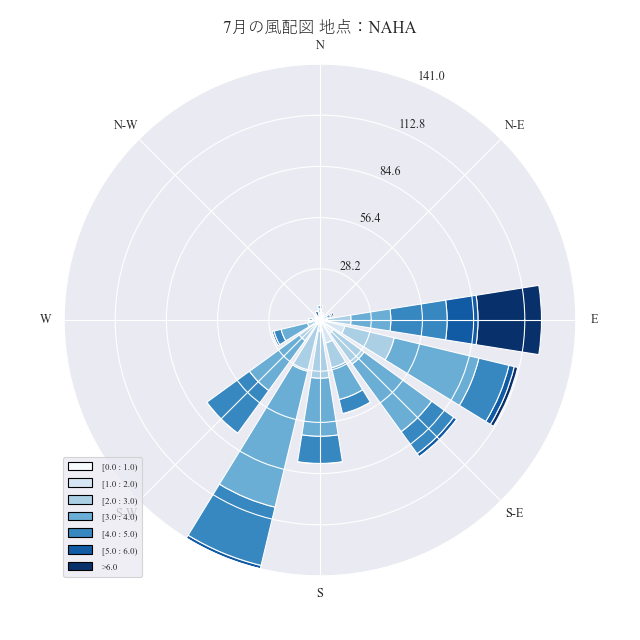 7月の風配図 地点：NAHA
N
141.0
N-W
112.8
N-E
84.6
56.4
28.2
W
E
[0.0 : 1.0)
[1.0 : 2.0)
[2.0 : 3.0)
[3.0 : 4.0)
[4.0 : 5.0)
[5.0 : 6.0)
>6.0
S-W
S-E
S